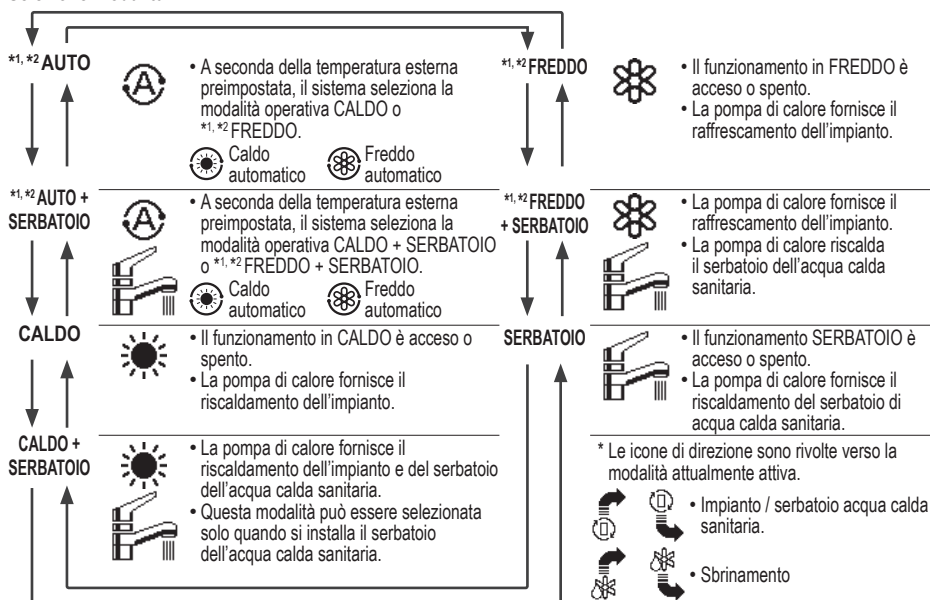 *1, *2 AUTO
• A seconda della temperatura esterna
preimpostata, il sistema seleziona la
modalità operativa CALDO o
*1, *2 FREDDO.
Caldo
automatico
Freddo
automatico
*1, *2 AUTO +
SERBATOIO
• A seconda della temperatura esterna
preimpostata, il sistema seleziona la
modalità operativa CALDO + SERBATOIO
o *1, *2 FREDDO + SERBATOIO.
Caldo
automatico
Freddo
automatico
CALDO
• Il funzionamento in CALDO è acceso o
spento.
• La pompa di calore fornisce il
riscaldamento dell'impianto.
CALDO +
SERBATOIO
• La pompa di calore fornisce il
riscaldamento dell'impianto e del serbatoio
dell'acqua calda sanitaria.
• Questa modalità può essere selezionata
solo quando si installa il serbatoio
dell'acqua calda sanitaria.
*1, *2 FREDDO
• Il funzionamento in FREDDO è
acceso o spento.
• La pompa di calore fornisce il
raffrescamento dell'impianto.
*1, *2 FREDDO
+ SERBATOIO
• La pompa di calore fornisce il
raffrescamento dell'impianto.
• La pompa di calore riscalda
il serbatoio dell'acqua calda
sanitaria.
SERBATOIO
• Il funzionamento SERBATOIO è
acceso o spento.
• La pompa di calore fornisce il
riscaldamento del serbatoio di
acqua calda sanitaria.
* Le icone di direzione sono rivolte verso la
modalità attualmente attiva.
• Impianto / serbatoio acqua calda
sanitaria.
• Sbrinamento